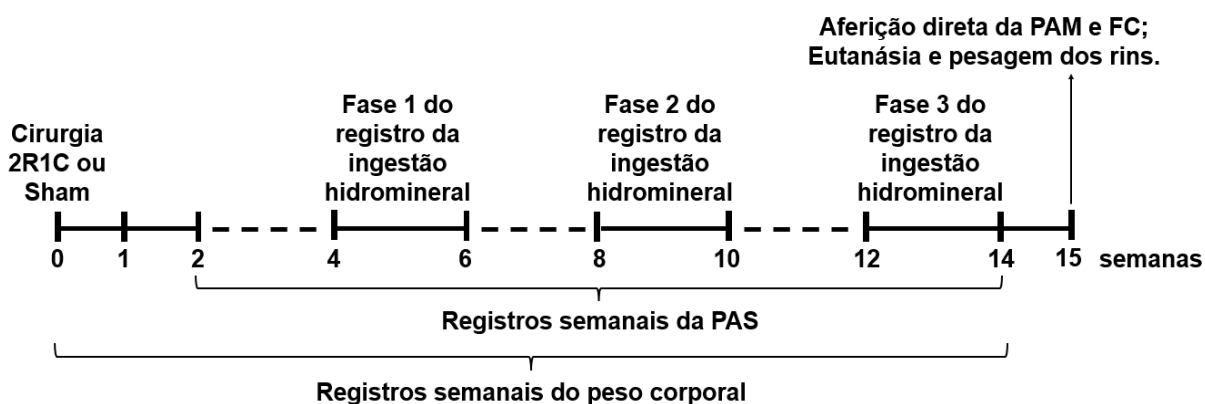 Aferição direta da PAM e FC;
Eutanásia e pesagem dos rins.
Cirurgia
2R1C ou
Sham
Fase 1 do
registro da
ingestão
hidromineral
Fase 2 do
registro da
ingestão
hidromineral
Fase 3 do
registro da
ingestão
hidromineral
0 1 2 4 6 8 10 12 14 15 semanas
Registros semanais da PAS
Registros semanais do peso corporal